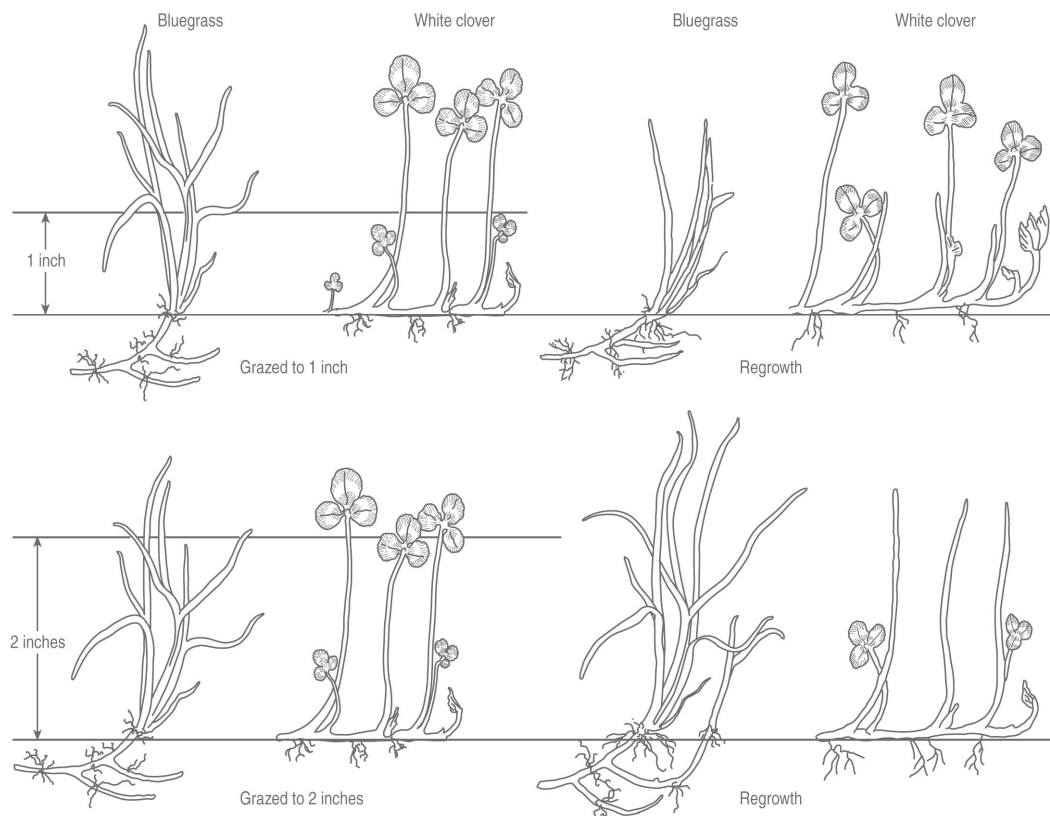 Bluegrass
White clover
Bluegrass
White clover
1 inch
Grazed to 1 inch
Regrowth
2 inches
Grazed to 2 inches
Regrowth